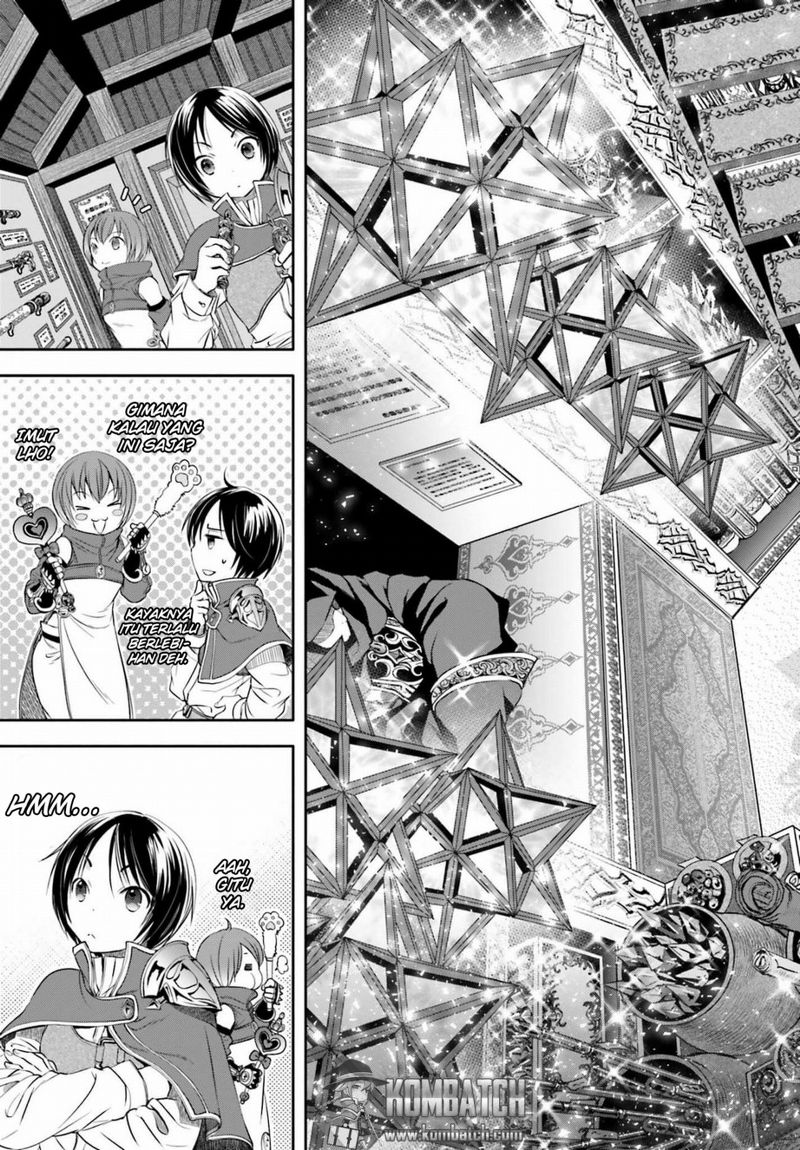 GIMANA
KALAU YANG
INI SAJA?
IMUT
LHO!
KAYAKNYA
ITU TERLALU
BERLEBI-
HAN DEH.
HMM...
AAH,
GITU
YA.
KOMBATCH
www.kombatch.com